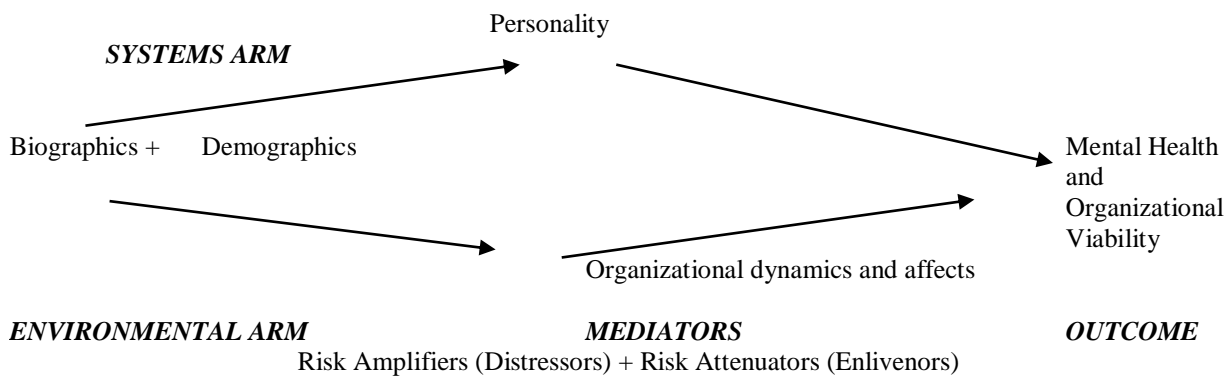 Personality
SYSTEMS ARM
Biographics + Demographics
Mental Health
and
Organizational
Viability
Organizational dynamics and affects
ENVIRONMENTAL ARM MEDIATORS OUTCOME
Risk Amplifiers (Distressors) + Risk Attenuators (Enlivenors)